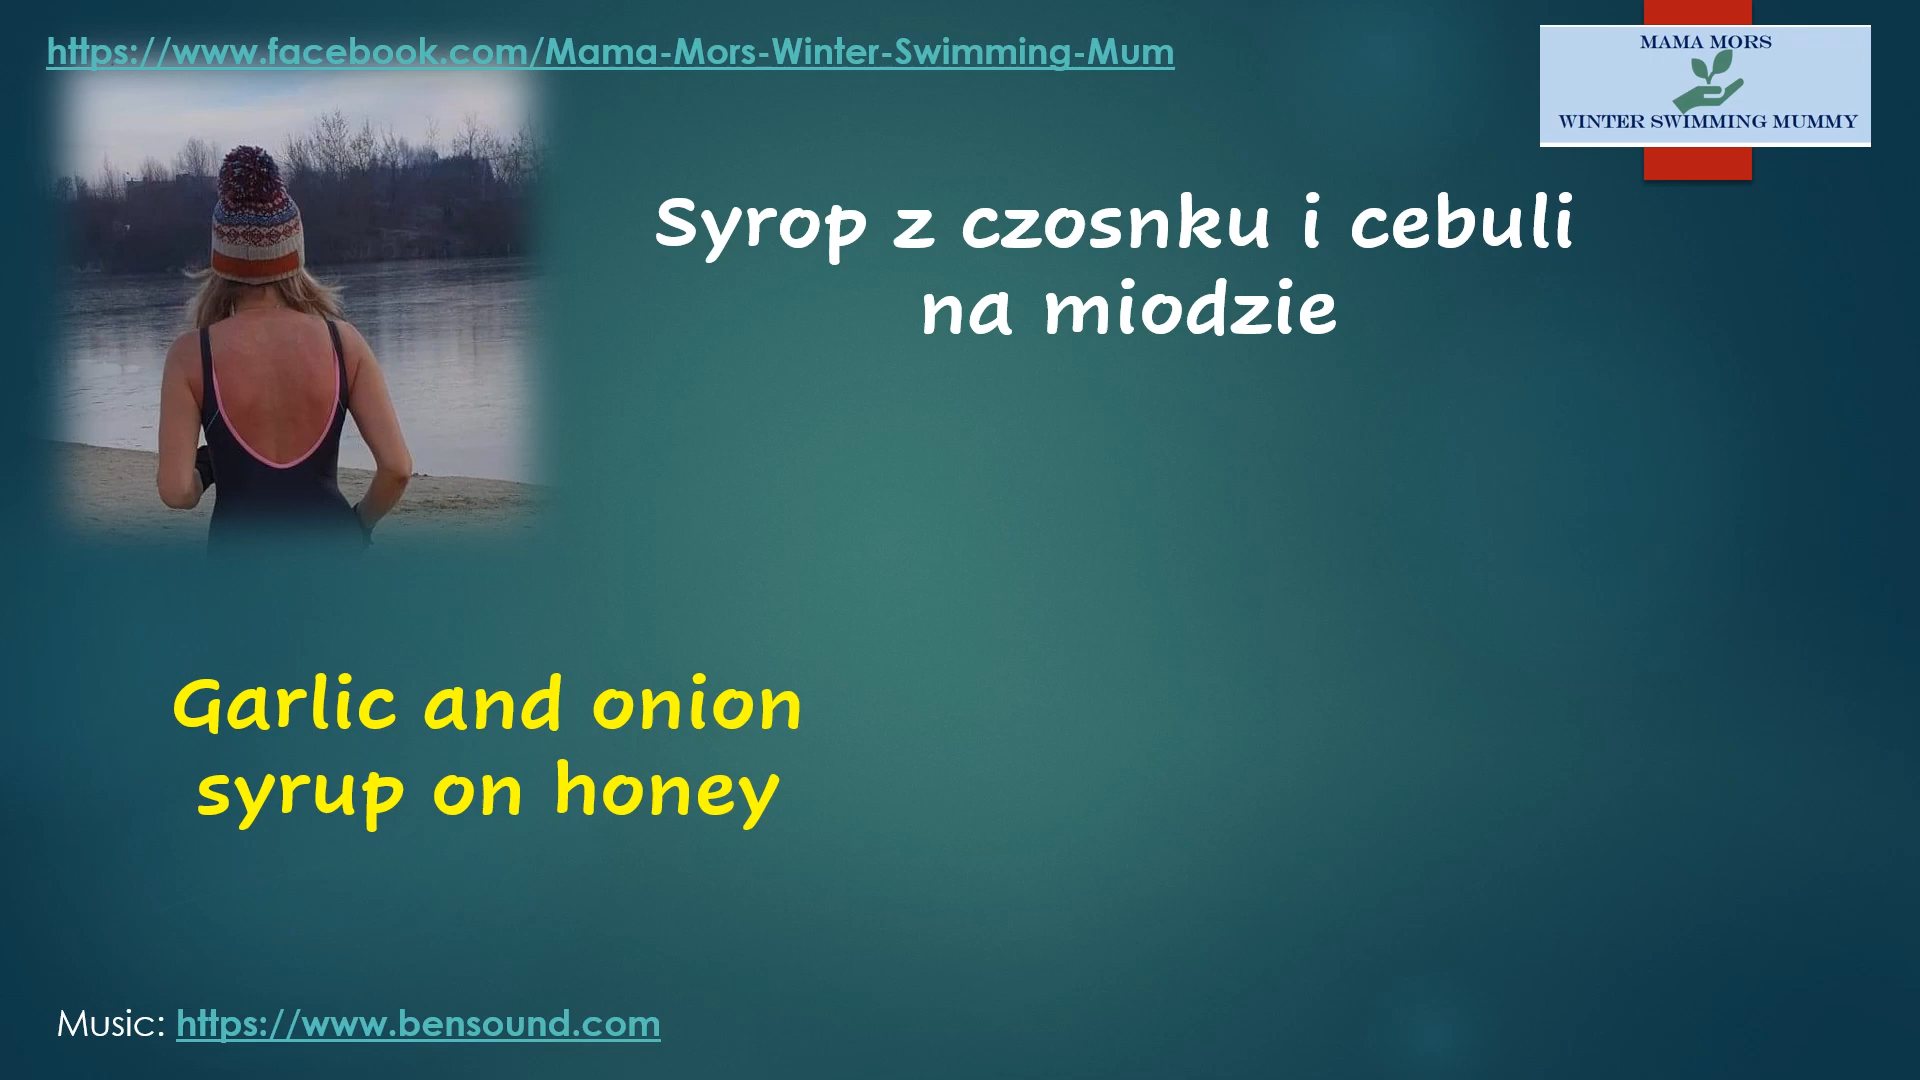 https://www.facebook.com/Mama-Mors-Winter-Swimming-Mum
MAMA MORS
WINTER SWIMMING MUMMY
Syrop z czosnku i cebuli
na miodzie
Garlic and onion
syrup on honey
Music: https://www.bensound.com